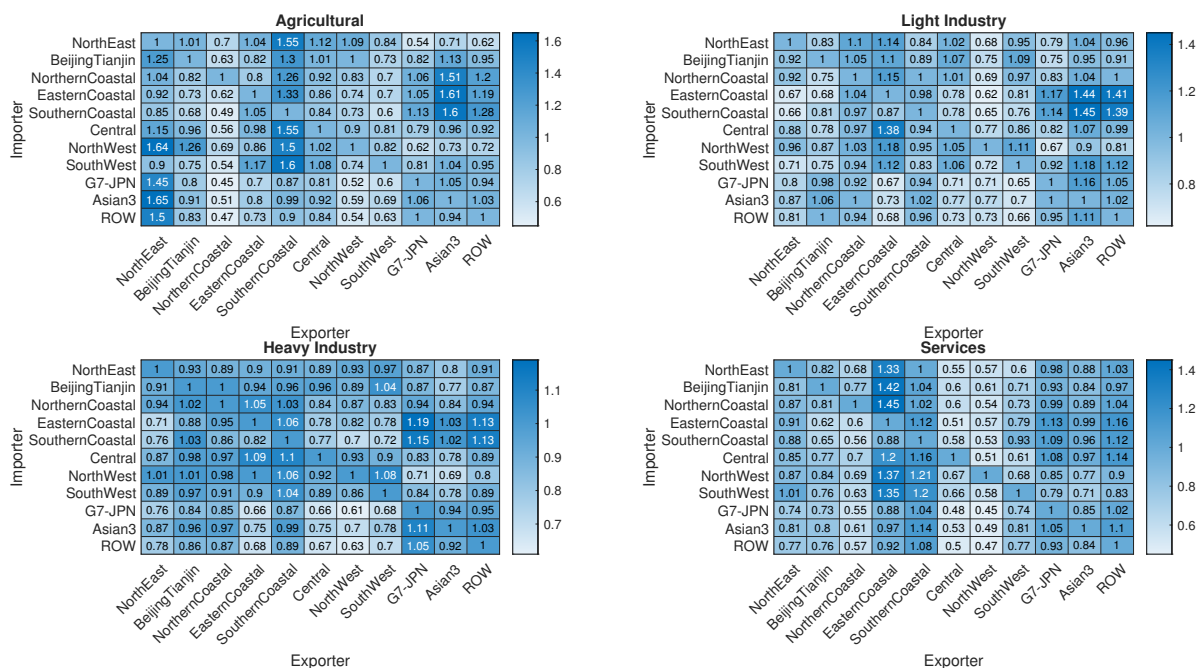 Agricultural
Importer
NorthEast 1 1.01 0.7 1.04 1.55 1.12 1.09 0.84 0.54 0.71 0.62
BeijingTianjin 1.25 1 0.63 0.82 1.3 1.01 1 0.73 0.82 1.13 0.95
NorthernCoastal 1.04 0.82 1 0.8 1.26 0.92 0.83 0.7 1.06 1.51 1.2
EasternCoastal 0.92 0.73 0.62 1 1.33 0.86 0.74 0.7 1.05 1.61 1.19
SouthernCoastal 0.85 0.68 0.49 1.05 1 0.84 0.73 0.6 1.13 1.6 1.28
Central 1.15 0.96 0.56 0.98 1.55 1 0.9 0.81 0.79 0.96 0.92
NorthWest 1.64 1.26 0.69 0.86 1.5 1.02 1 0.82 0.62 0.73 0.72
SouthWest 0.9 0.75 0.54 1.17 1.6 1.08 0.74 1 0.81 1.04 0.95
G7-JPN 1.45 0.8 0.45 0.7 0.87 0.81 0.52 0.6 1 1.05 0.94
Asian3 1.65 0.91 0.51 0.8 0.99 0.92 0.59 0.69 1.06 1 1.03
ROW 1.5 0.83 0.47 0.73 0.9 0.84 0.54 0.63 1 0.94 1
NorthEast BeijingTianjin NorthernCoastal EasternCoastal SouthernCoastal Central NorthWest SouthWest G7-JPN Asian3 ROW
Exporter
1.6
1.4
1.2
1
0.8
0.6
Light Industry
Importer
NorthEast 1 0.83 1.1 1.14 0.84 1.02 0.68 0.95 0.79 1.04 0.96
BeijingTianjin 0.92 1 1.05 1.1 0.89 1.07 0.75 1.09 0.75 0.95 0.91
NorthernCoastal 0.92 0.75 1 1.15 0.71 1.01 0.69 0.97 0.83 1.04 1
EasternCoastal 0.67 0.68 1.04 1 0.98 0.78 0.62 0.81 1.17 1.44 1.41
SouthernCoastal 0.66 0.81 0.97 0.87 1 0.78 0.65 0.76 1.14 1.45 1.39
Central 0.88 0.78 0.97 1.38 0.94 1 0.77 0.86 0.82 1.07 0.99
NorthWest 0.96 0.87 1.03 1.18 0.95 1.02 1 1.11 0.67 0.9 0.81
SouthWest 0.71 0.75 0.94 1.12 0.83 1.06 0.72 1 0.92 1.18 1.12
G7-JPN 0.8 0.98 0.92 0.67 0.94 0.71 0.71 0.65 1 1.16 1.05
Asian3 0.87 1.06 1 0.73 1.02 0.77 0.77 0.7 1 1 1.02
ROW 0.81 1 0.94 0.68 0.96 0.73 0.73 0.66 0.95 1.11 1
NorthEast BeijingTianjin NorthernCoastal EasternCoastal SouthernCoastal Central NorthWest SouthWest G7-JPN Asian3 ROW
Exporter
1.4
1.2
1
0.8
Heavy Industry
Importer
NorthEast 1 0.93 0.89 0.9 0.91 0.89 0.93 0.97 0.87 0.8 0.91
BeijingTianjin 0.91 1 1 0.94 0.96 0.96 0.89 1.04 0.87 0.77 0.87
NorthernCoastal 0.94 1.02 1 1.05 1.03 0.84 0.87 0.83 0.94 0.84 0.94
EasternCoastal 0.71 0.88 0.95 1 1.06 0.78 0.82 0.78 1.19 1.03 1.13
SouthernCoastal 0.76 1.03 0.86 0.82 1 0.77 0.7 0.72 1.15 1.02 1.13
Central 0.87 0.98 0.97 1.09 1.1 1 0.93 0.9 0.83 0.78 0.89
NorthWest 1.01 1.01 0.98 1 1.06 0.92 1 1.08 0.71 0.69 0.8
SouthWest 0.89 0.97 0.91 0.9 1.04 0.89 0.86 1 0.84 0.78 0.89
G7-JPN 0.76 0.84 0.85 0.66 0.87 0.66 0.61 0.68 1 0.94 0.95
Asian3 0.87 0.96 0.97 0.75 0.99 0.75 0.7 0.78 1.11 1 1.03
ROW 0.78 0.86 0.87 0.68 0.89 0.67 0.63 0.7 1.05 0.92 1
NorthEast BeijingTianjin NorthernCoastal EasternCoastal SouthernCoastal Central NorthWest SouthWest G7-JPN Asian3 ROW
Exporter
1.1
1
0.9
0.8
0.7
Services
Importer
NorthEast 1 0.82 0.68 1.33 1 0.55 0.57 0.6 0.98 0.88 1.03
BeijingTianjin 0.81 1 0.77 1.42 1.04 0.6 0.61 0.71 0.93 0.84 0.97
NorthernCoastal 0.87 0.81 1 1.45 1.02 0.6 0.54 0.73 0.99 0.89 1.04
EasternCoastal 0.91 0.62 0.6 1 1.12 0.51 0.57 0.79 1.13 0.99 1.16
SouthernCoastal 0.88 0.65 0.56 0.88 1 0.58 0.53 0.93 1.09 0.96 1.12
Central 0.85 0.77 0.7 1.2 1.16 1 0.51 0.61 1.08 0.97 1.14
NorthWest 0.87 0.84 0.69 1.37 1.21 0.67 1 0.68 0.85 0.77 0.9
SouthWest 1.01 0.76 0.63 1.35 1.2 0.66 0.58 1 0.79 0.71 0.83
G7-JPN 0.74 0.73 0.55 0.88 1.04 0.48 0.45 0.74 1 0.85 1.02
Asian3 0.81 0.8 0.61 0.97 1.14 0.53 0.49 0.81 1.05 1 1.1
ROW 0.77 0.76 0.57 0.92 1.08 0.5 0.47 0.77 0.93 0.84 1
NorthEast BeijingTianjin NorthernCoastal EasternCoastal SouthernCoastal Central NorthWest SouthWest G7-JPN Asian3 ROW
Exporter
1.4
1.2
1
0.8
0.6